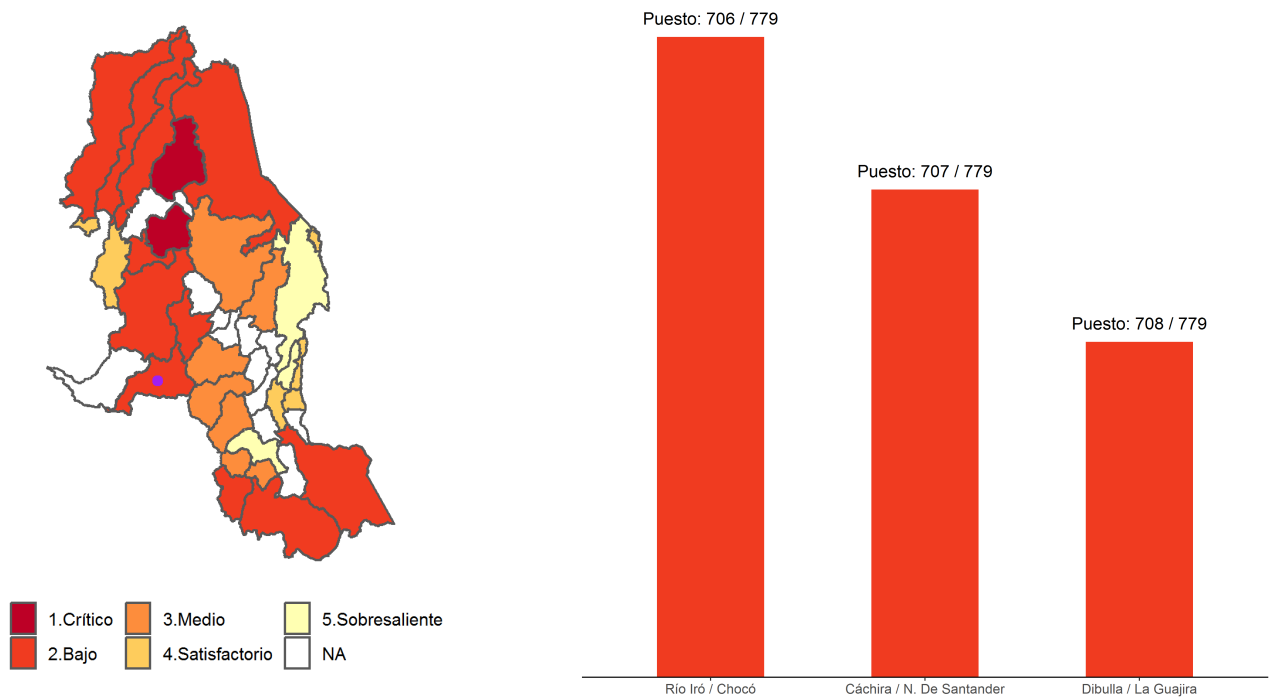 Puesto: 706 / 779
Puesto: 707 / 779
Puesto: 708 / 779
1.Crítico
3.Medio
5.Sobresaliente
2.Bajo
4.Satisfactorio
NA
Río Iró / Chocó
Cáchira / N. De Santander
Dibulla / La Guajira